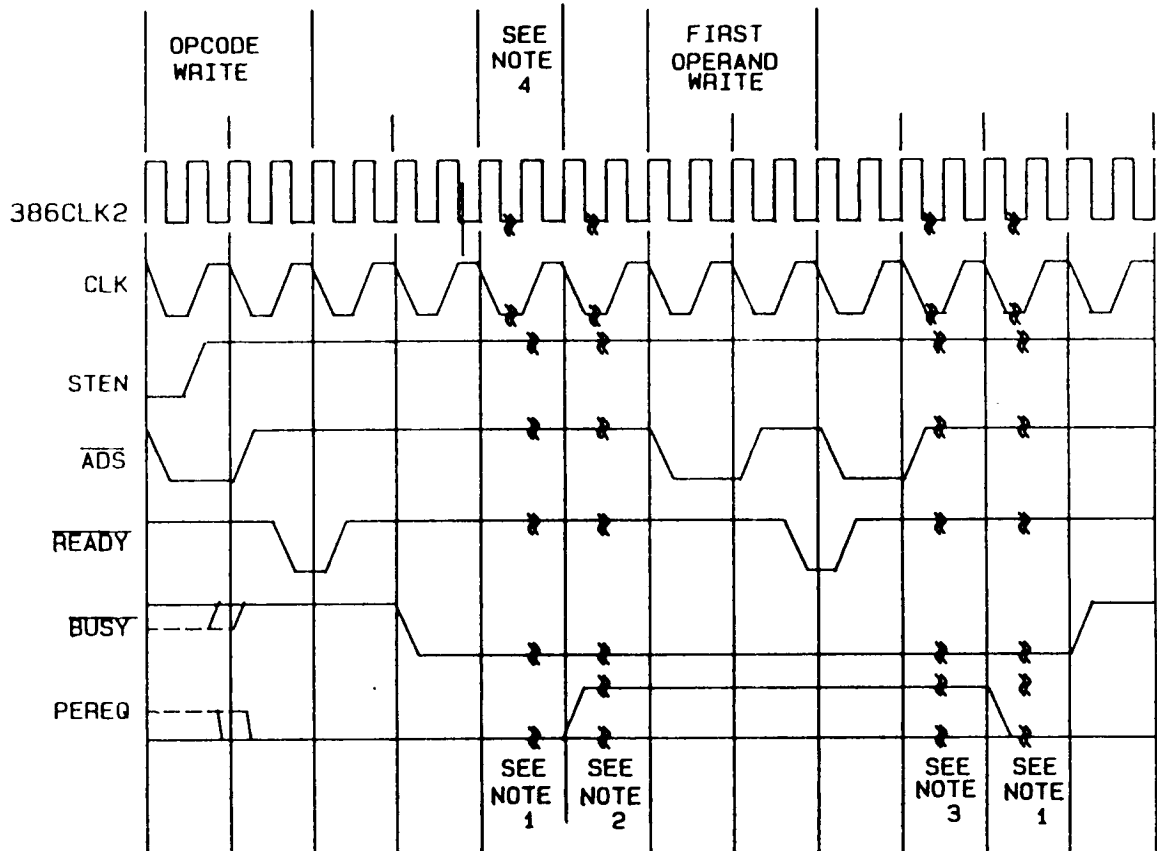 OPCODE
WRITE
SEE
NOTE
4
FIRST
OPERAND
WRITE
386CLK2
CLK
STEN
ADS
READY
BUSY
PEREQ
SEE
NOTE
1
SEE
NOTE
2
SEE
NOTE
3
SEE
NOTE
1